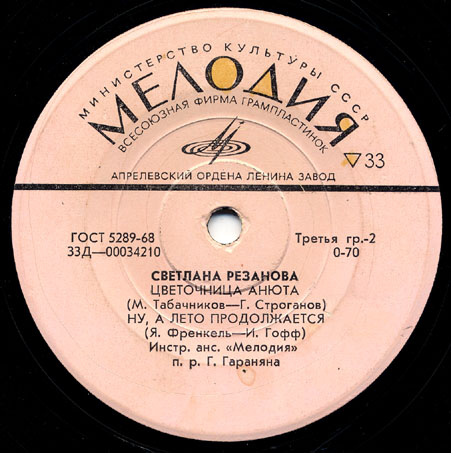 МИНИСТЕРСТВО КУЛЬТУРЫ СССР
МЕЛОДИЯ
ВСЕСОЮЗНАЯ ФИРМА ГРАМПЛАСТИНОК
33
АПРЕЛЕВСКИЙ ОРДЕНА ЛЕНИНА ЗАВОД
ГОСТ 5289-68 Третья гр.-2
33Д—00034210 0-70
СВЕТЛАНА РЕЗАНОВА
ЦВЕТОЧНИЦА АНЮТА
(М. Табачников—Г. Строганов)
НУ, А ЛЕТО ПРОДОЛЖАЕТСЯ
(Я. Френкель—И. Гофф)
Инстр. анс. «Мелодия»
п. р. Г. Гараняна